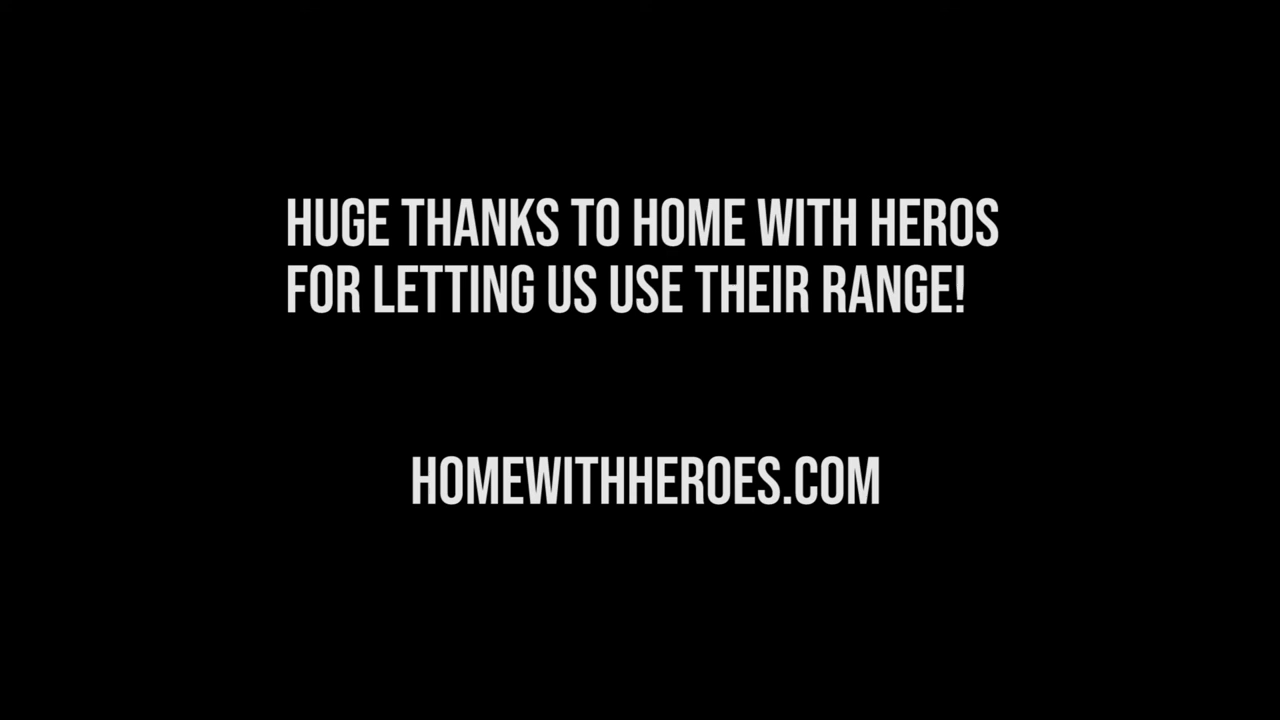 HUGE THANKS TO HOME WITH HEROS
FOR LETTING US USE THEIR RANGE!
HOMEWITHHEROES.COM